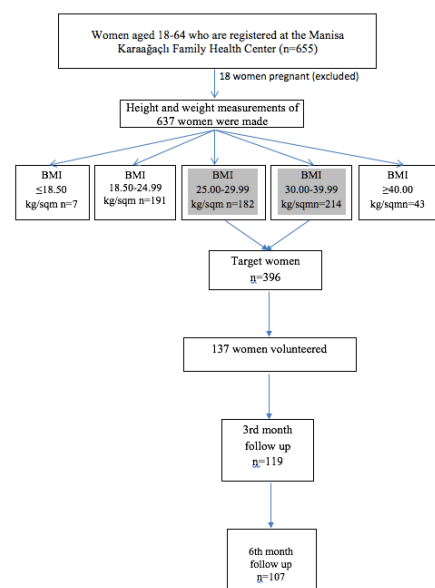 Women aged 18-64 who are registered at the Manisa
Karaağaçlı Family Health Center (n=655)
18 women pregnant (excluded)
Height and weight measurements of
637 women were made
BMI
≤18.50
kg/sqm n=7
BMI
18.50-24.99
kg/sqm n=191
BMI
25.00-29.99
kg/sqm n=182
BMI
30.00-39.99
kg/sqmn=214
BMI
≥40.00
kg/sqmn=43
Target women
n=396
137 women volunteered
3rd month
follow up
n=119
6th month
follow up
n=107